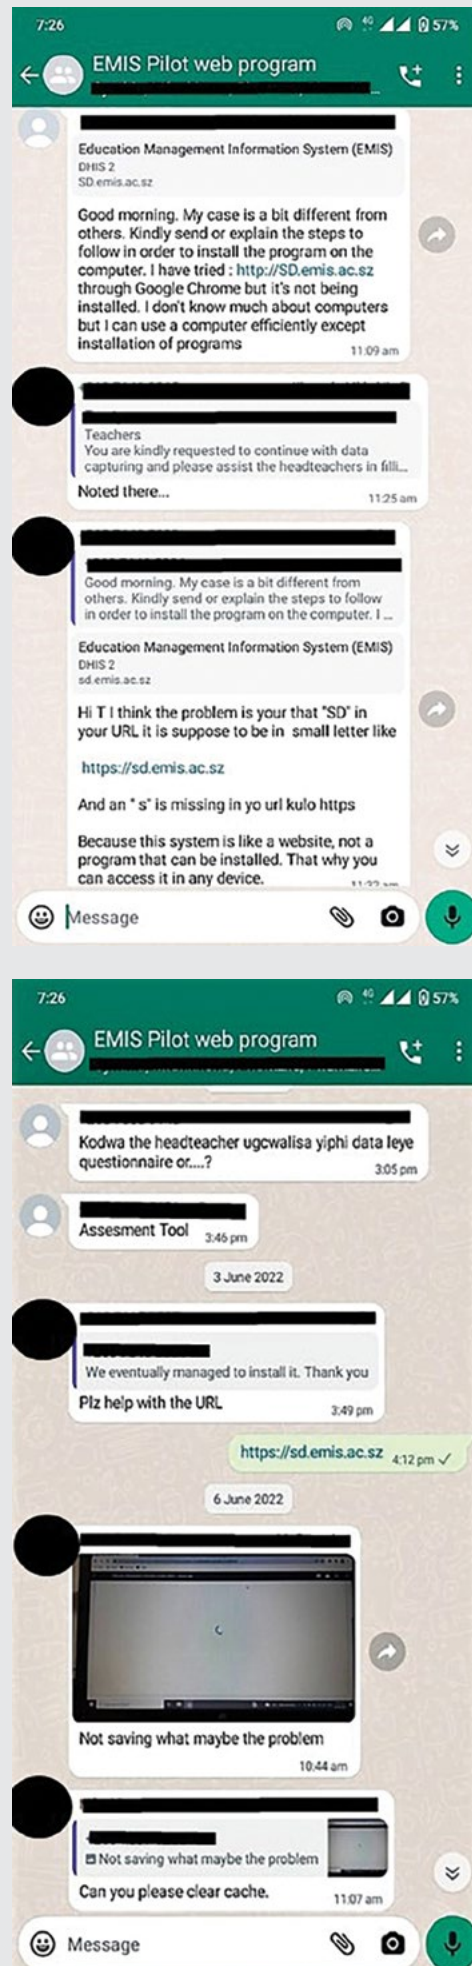 7:26
4G
57%
EMIS Pilot web program
Education Management Information System (EMIS)
DHIS 2
SD.emis.ac.sz
Good morning. My case is a bit different from
others. Kindly send or explain the steps to
follow in order to install the program on the
computer. I have tried : http://SD.emis.ac.sz
through Google Chrome but it's not being
installed. I don't know much about computers
but I can use a computer efficiently except
installation of programs
11:09 am
Teachers
You are kindly requested to continue with data
capturing and please assist the headteachers in filli...
Noted there...
11:25 am
Good morning. My case is a bit different from
others. Kindly send or explain the steps to follow
in order to install the program on the computer. I ...
Education Management Information System (EMIS)
DHIS 2
sd.emis.ac.sz
Hi T I think the problem is your that "SD" in
your URL it is suppose to be in small letter like
https://sd.emis.ac.sz
And an " s" is missing in yo url kulo https
Because this system is like a website, not a
program that can be installed. That why you
can access it in any device.
11:32 am
Message
7:26
4G
57%
EMIS Pilot web program
Kodwa the headteacher ugcwalisa yiphi data leye
questionnaire or....?
3:05 pm
Assesment Tool
3:46 pm
3 June 2022
We eventually managed to install it. Thank you
Plz help with the URL
3:49 pm
https://sd.emis.ac.sz
4:12 pm
6 June 2022
Not saving what maybe the problem
10:44 am
Not saving what maybe the problem
Can you please clear cache.
11:07 am
Message